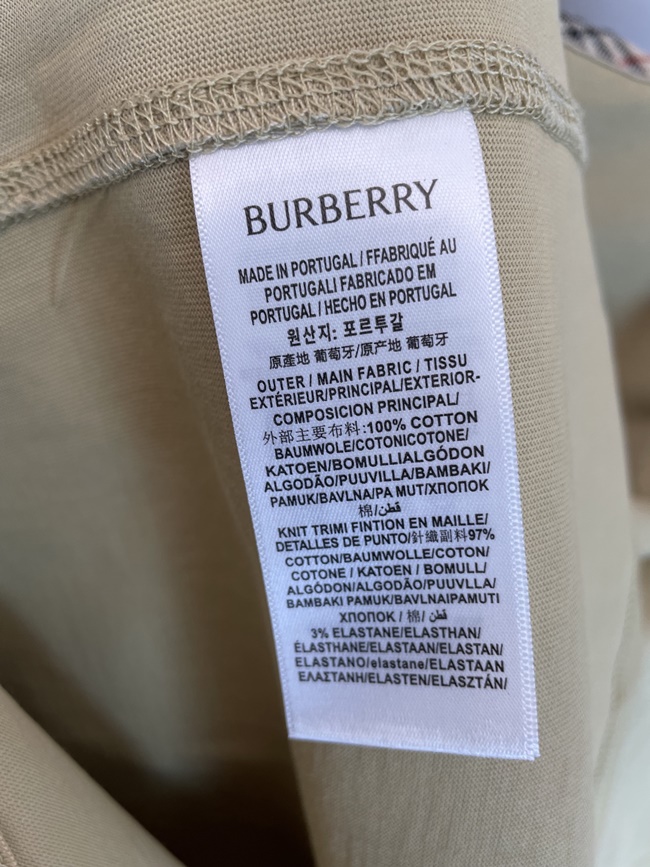 BURBERRY
MADE IN PORTUGAL / FFABRIQUÉ AU
PORTUGALI FABRICADO EM
PORTUGAL / HECHO EN PORTUGAL
원산지: 포르투갈
原產地 葡萄牙/原产地 葡萄牙
OUTER / MAIN FABRIC / TISSU
EXTÉRIEUR/PRINCIPAL/EXTERIOR-
COMPOSICION PRINCIPAL/
外部主要布料:100% COTTON
BAUMWOLE/COTONICOTONE/
KATOEN/BOMULLIALGÓDON
ALGODÃO/PUUVILLA/BAMBAKI/
PAMUK/BAVLNA/PA MUT/ХПОПОК
棉/قطن
KNIT TRIMI FINTION EN MAILLE/
DETALLES DE PUNTO/針織副料97%
COTTON/BAUMWOLLE/COTON/
COTONE / KATOEN / BOMULL/
ALGÓDON/ALGODÃO/PUUVLLA/
BAMBAKI PAMUK/BAVLNAIPAMUTI
ХПОПОК / 棉/ قطن
3% ELASTANE/ELASTHAN/
ÉLASTHANE/ELASTAAN/ELASTAN/
ELASTANO/elastane/ELASTAAN
ΕΛΑΣΤΑΝΗ/ELASTEN/ELASZTÁN/